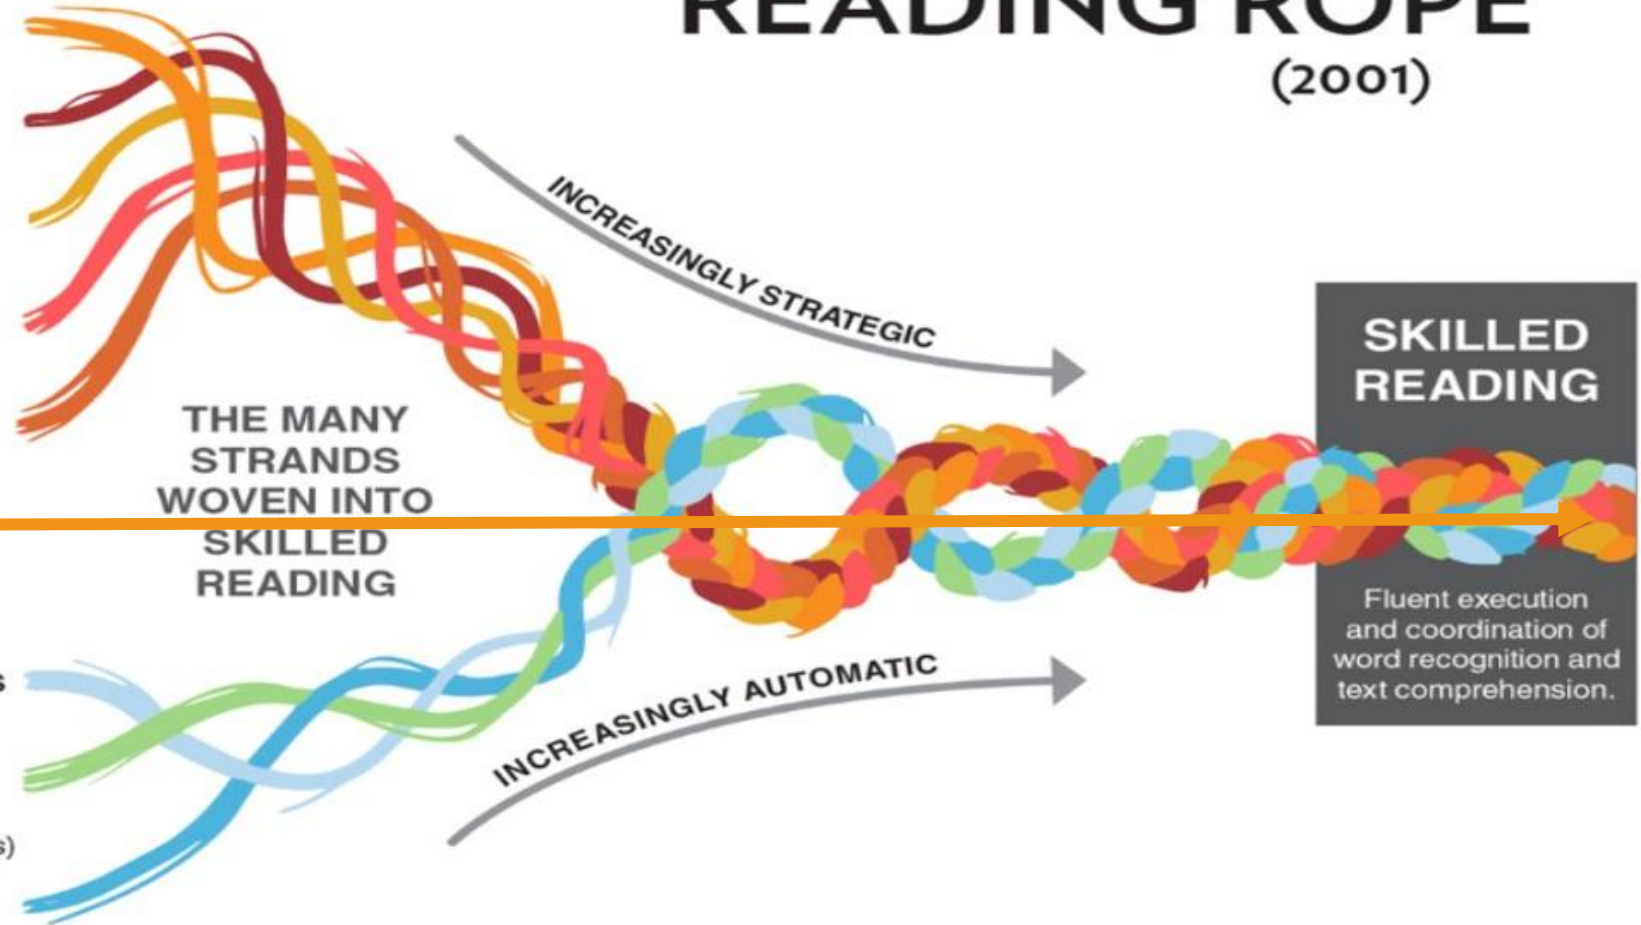 READING ROPE
(2001)
INCREASINGLY STRATEGIC
SKILLED
READING
THE MANY
STRANDS
WOVEN INTO
SKILLED
READING
Fluent execution
and coordination of
word recognition and
text comprehension.
s
INCREASINGLY AUTOMATIC
s)